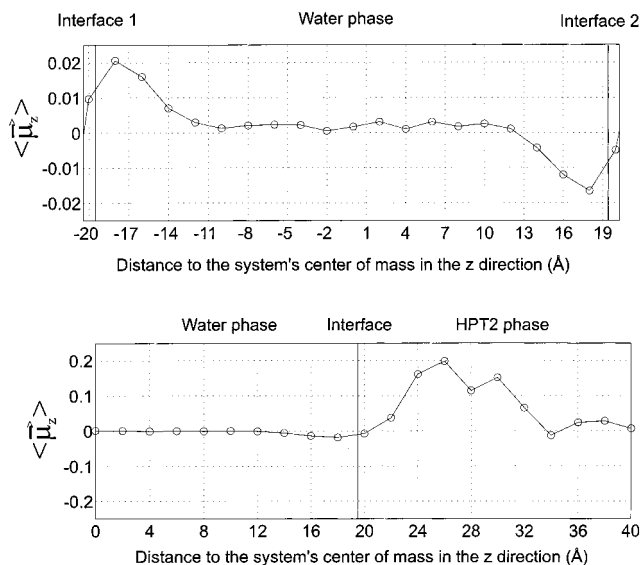 Interface 1 Water phase Interface 2
0.02
0.01
0
-0.01
-0.02
<μ̂̄z>
-20 -17 -14 -11 -8 -5 -2 1 4 7 10 13 16 19
Distance to the system's center of mass in the z direction (Å)
Water phase Interface HPT2 phase
0.2
0.1
0
-0.1
-0.2
<μ̂̄z>
0 4 8 12 16 20 24 28 32 36 40
Distance to the system's center of mass in the z direction (Å)